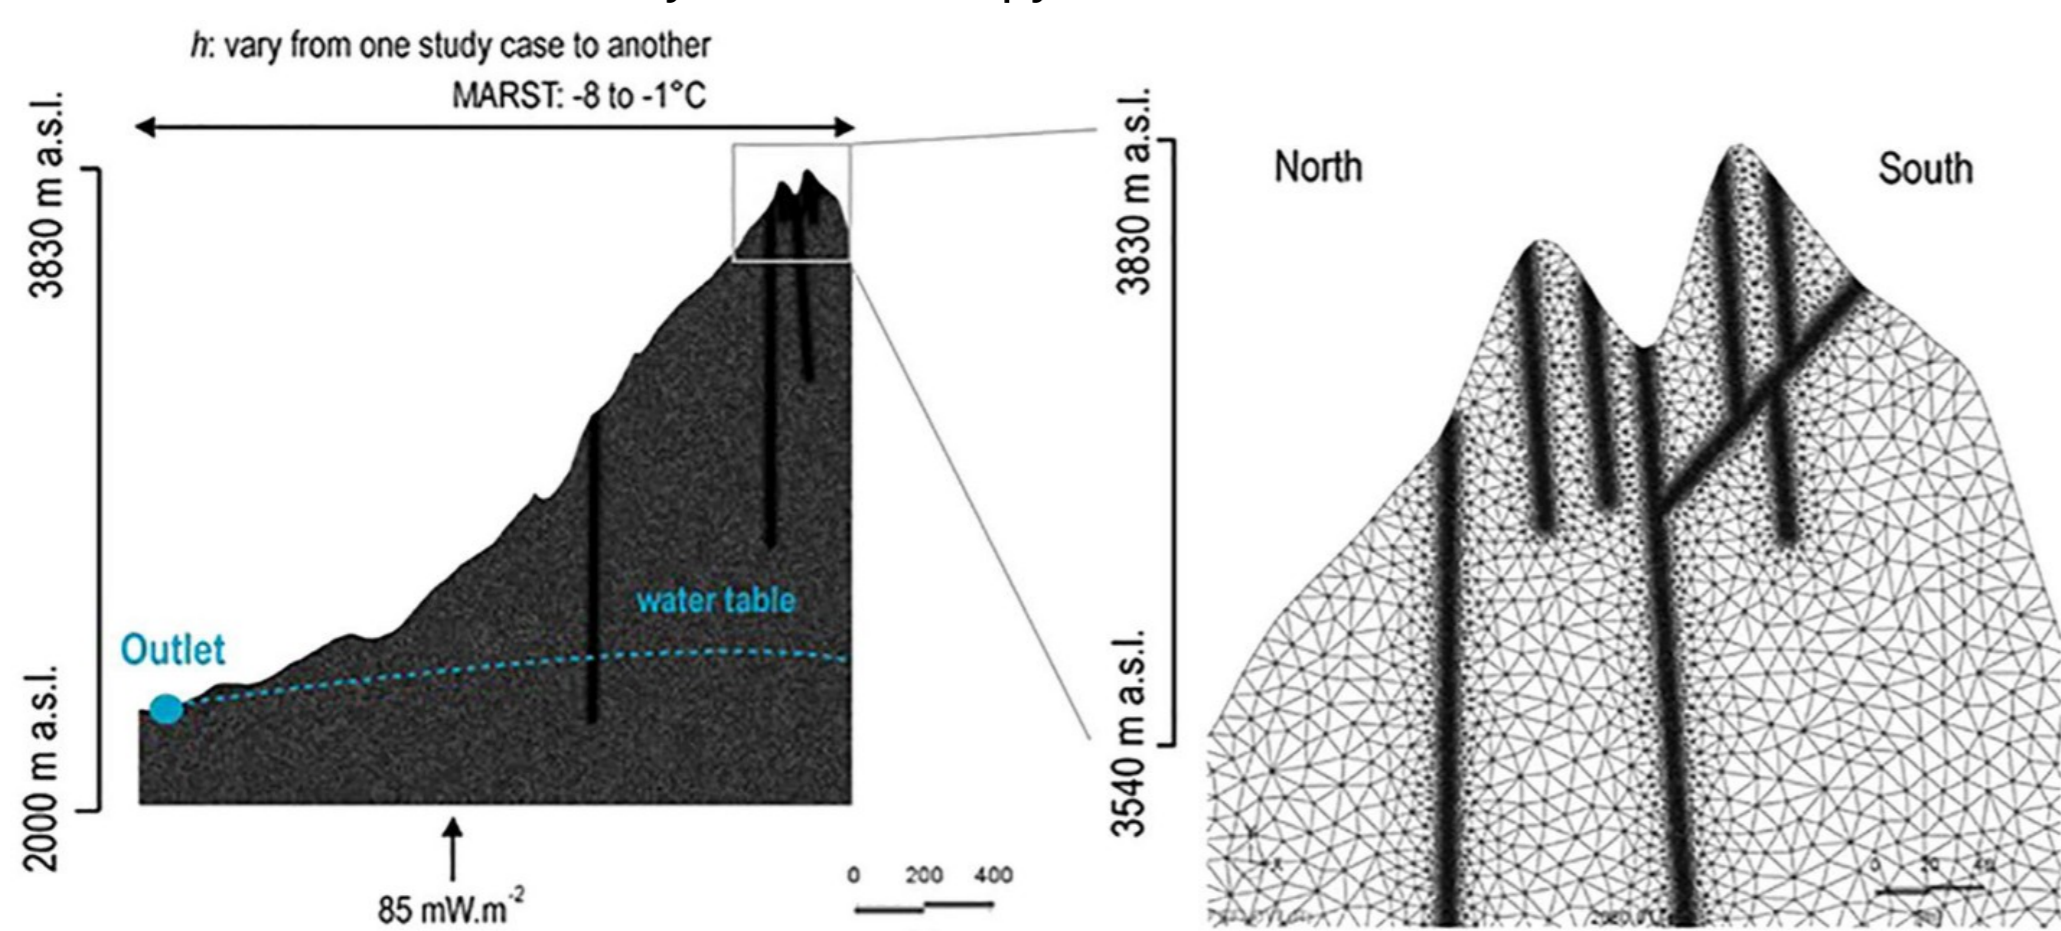 h: vary from one study case to another
MARST: -8 to -1°C
3830 m a.s.l.
2000 m a.s.l.
Outlet
water table
85 mW.m-2
0 200 400
3830 m a.s.l.
3540 m a.s.l.
North
South